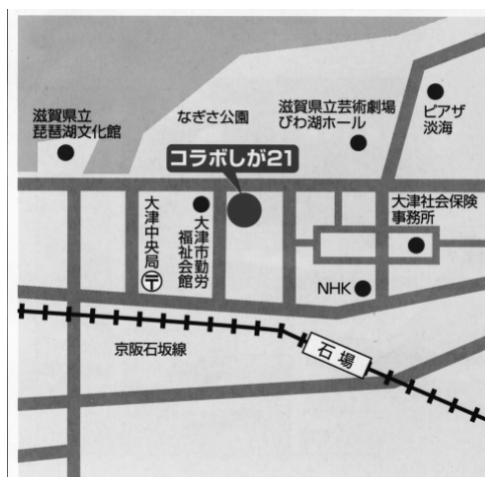 滋賀県立
琵琶湖文化館
なぎさ公園
滋賀県立芸術劇場
びわ湖ホール
ピアザ
淡海
コラボしが21
大津中央局
〒
大津市勤労
福祉会館
大津社会保険
事務所
NHK
京阪石坂線
石場